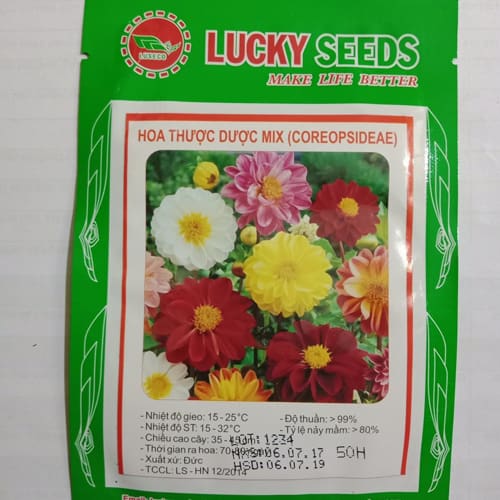 LUXECO
LUCKY SEEDS
MAKE LIFE BETTER
HOA THƯỢC DƯỢC MIX (COREOPSIDEAE)
- Nhiệt độ gieo: 15 - 25°C
- Nhiệt độ ST: 15 - 32°C
- Chiều cao cây: 35 -
- Thời gian ra hoa: 70-
- Xuất xứ: Đức
- TCCL: LS - HN 12/2014
- Độ thuần: > 99%
- Tỷ lệ nảy mầm: > 80%
LOT: 1234
06.07.17 50H
HSD:06.07.19